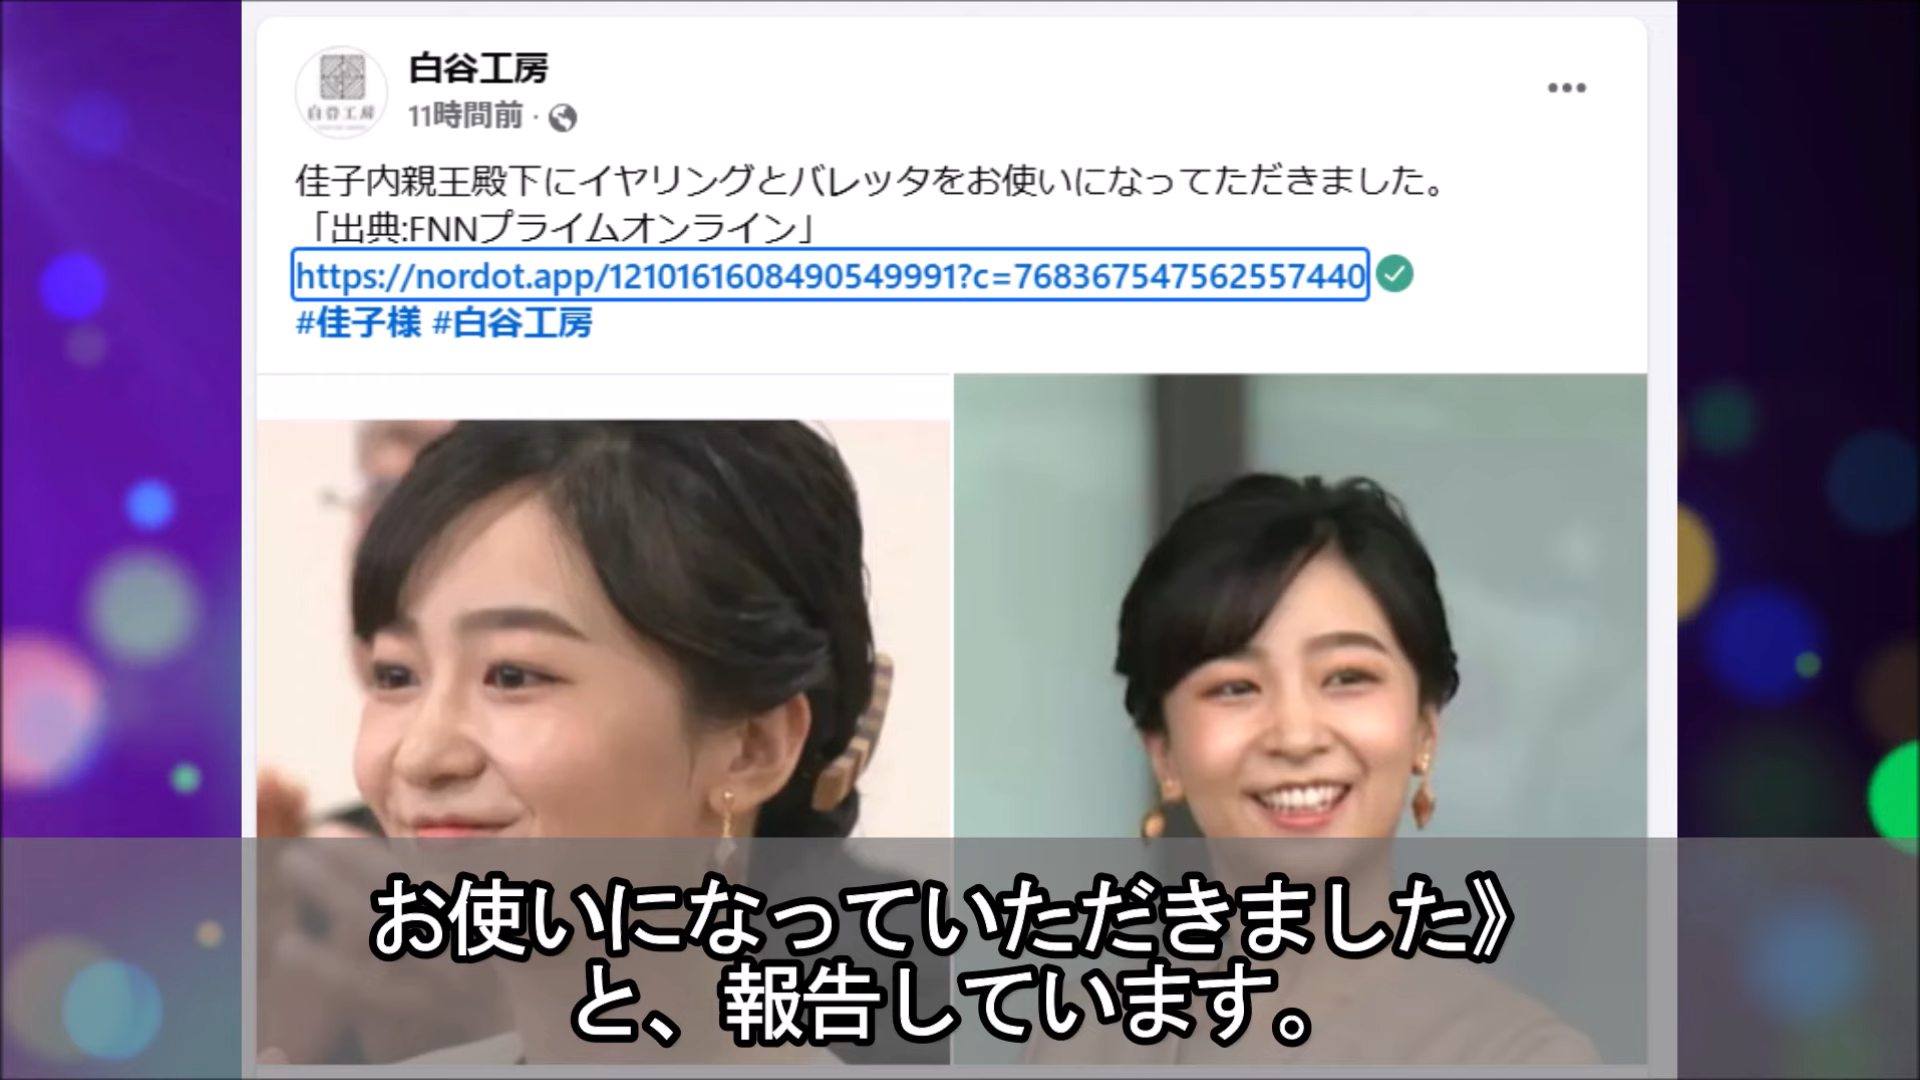 白谷工房
白谷工房
11時間前 ·
佳子内親王殿下にイヤリングとバレッタをお使いになってただきました。
「出典:FNNプライムオンライン」
https://nordot.app/1210161608490549991?c=768367547562557440
#佳子様 #白谷工房
お使いになっていただきました》
と、報告しています。